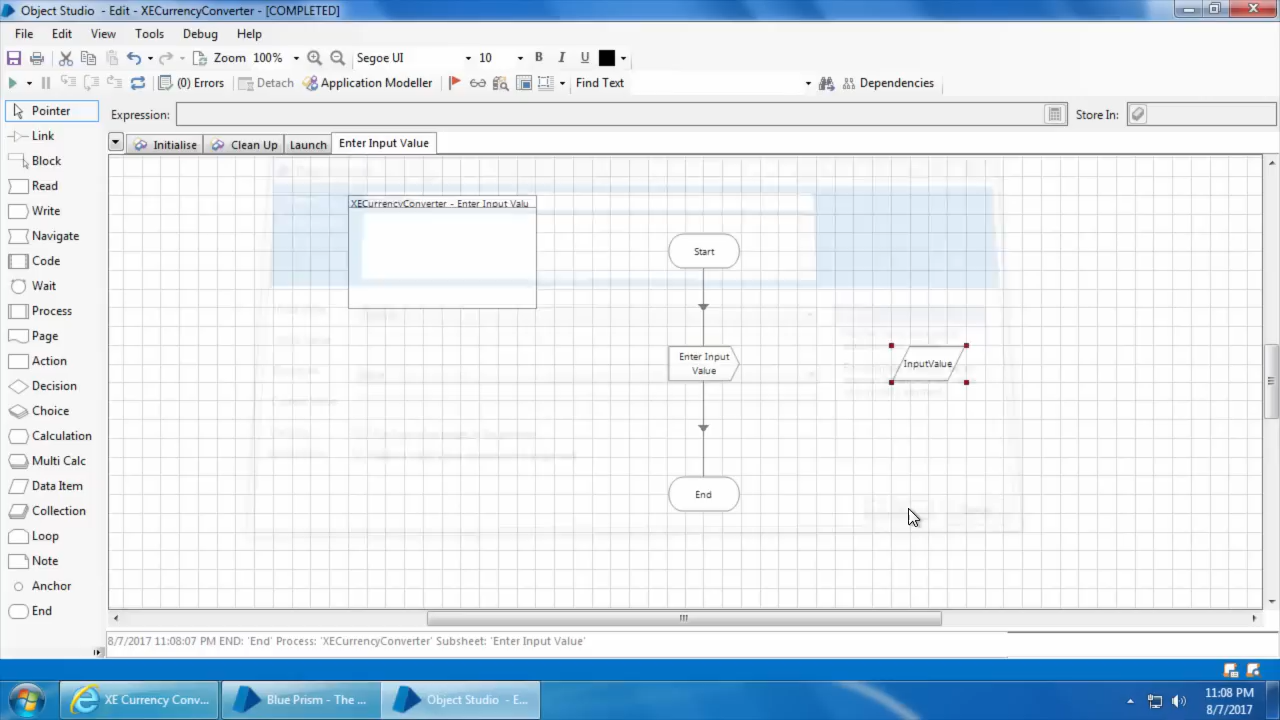 Object Studio - Edit - XECurrencyConverter - [COMPLETED]
File Edit View Tools Debug Help
Zoom 100% Segoe UI 10 B I U
(0) Errors Detach Application Modeller Find Text Dependencies
Pointer
Expression: Store In:
Link
Initialise Clean Up Launch Enter Input Value
Block
Read
Write
Navigate
Code
Wait
Process
Page
Action
Decision
Choice
Calculation
Multi Calc
Data Item
Collection
Loop
Note
Anchor
End
XECurrencyConverter - Enter Input Valu
Start
Enter Input
Value
InputValue
End
8/7/2017 11:08:07 PM END: 'End' Process: 'XECurrencyConverter' Subsheet: 'Enter Input Value'
XE Currency Conv... Blue Prism - The ... Object Studio - E...
11:08 PM
8/7/2017